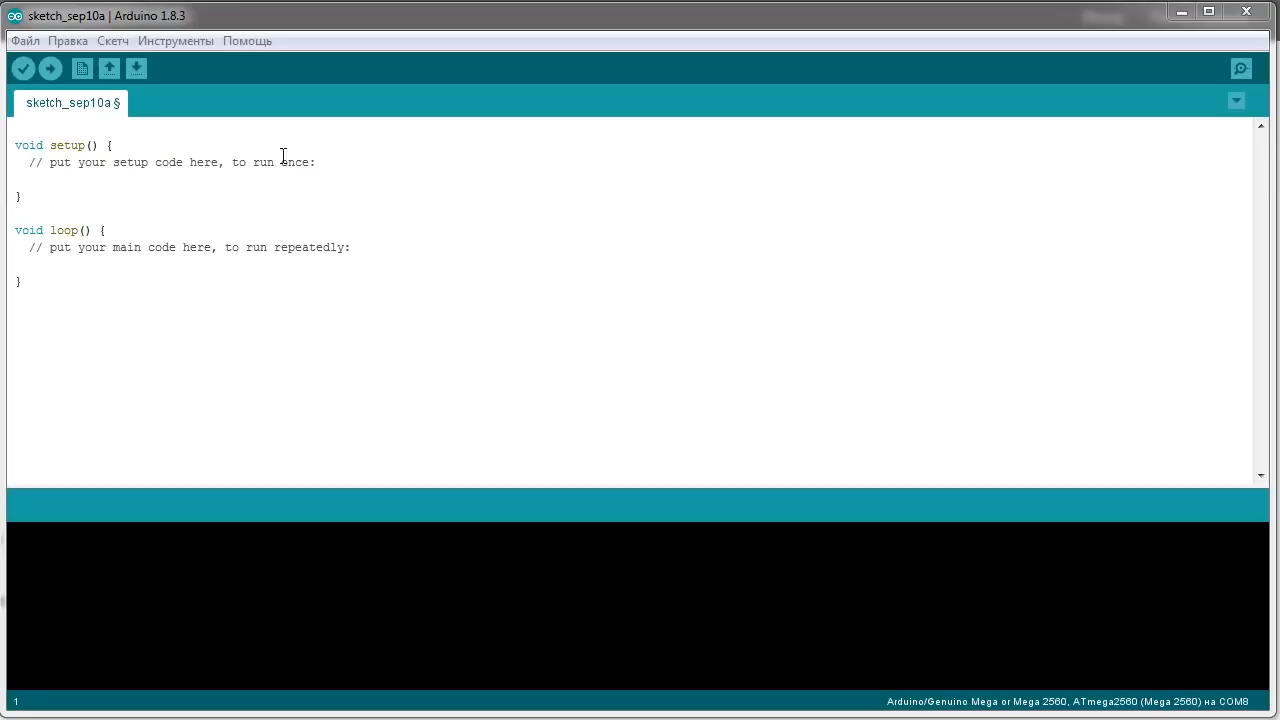 sketch_sep10a | Arduino 1.8.3
Файл Правка Скетч Инструменты Помощь
sketch_sep10a §
void setup() {
  // put your setup code here, to run once:
}
void loop() {
  // put your main code here, to run repeatedly:
}
1
Arduino/Genuino Mega or Mega 2560, ATmega2560 (Mega 2560) на COM8